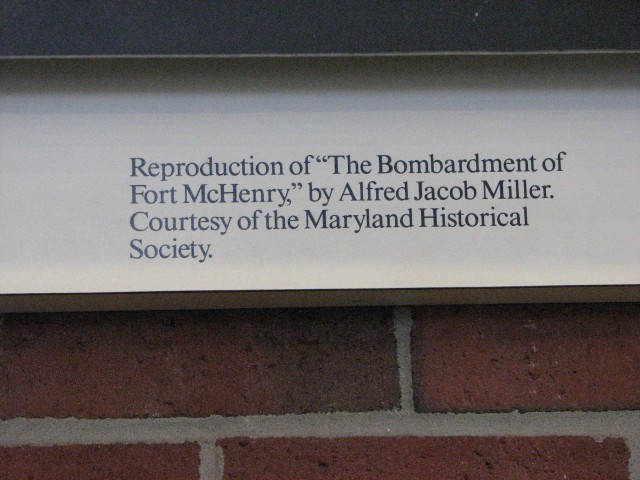 Reproduction of “The Bombardment of
Fort McHenry,” by Alfred Jacob Miller.
Courtesy of the Maryland Historical
Society.